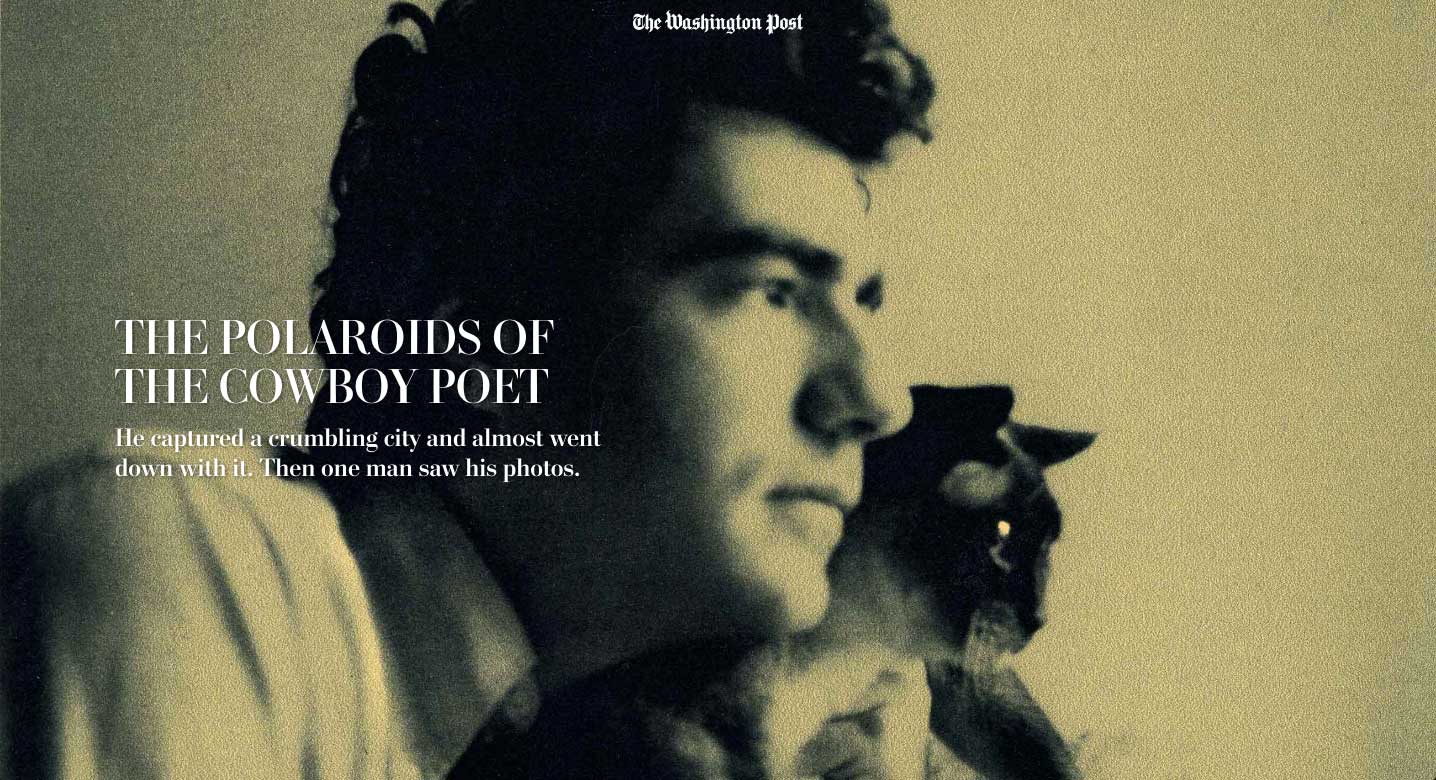 The Washington Post
THE POLAROIDS OF
THE COWBOY POET
He captured a crumbling city and almost went
down with it. Then one man saw his photos.